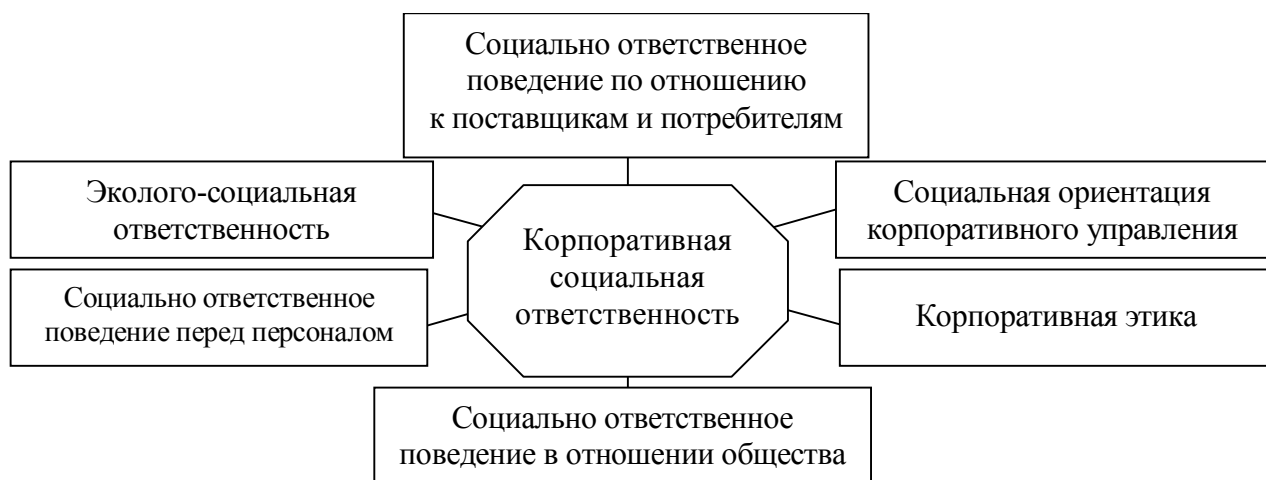 Социально ответственное
поведение по отношению
к поставщикам и потребителям
Эколого-социальная
ответственность
Социальная ориентация
корпоративного управления
Корпоративная
социальная
ответственность
Социально ответственное
поведение перед персоналом
Корпоративная этика
Социально ответственное
поведение в отношении общества